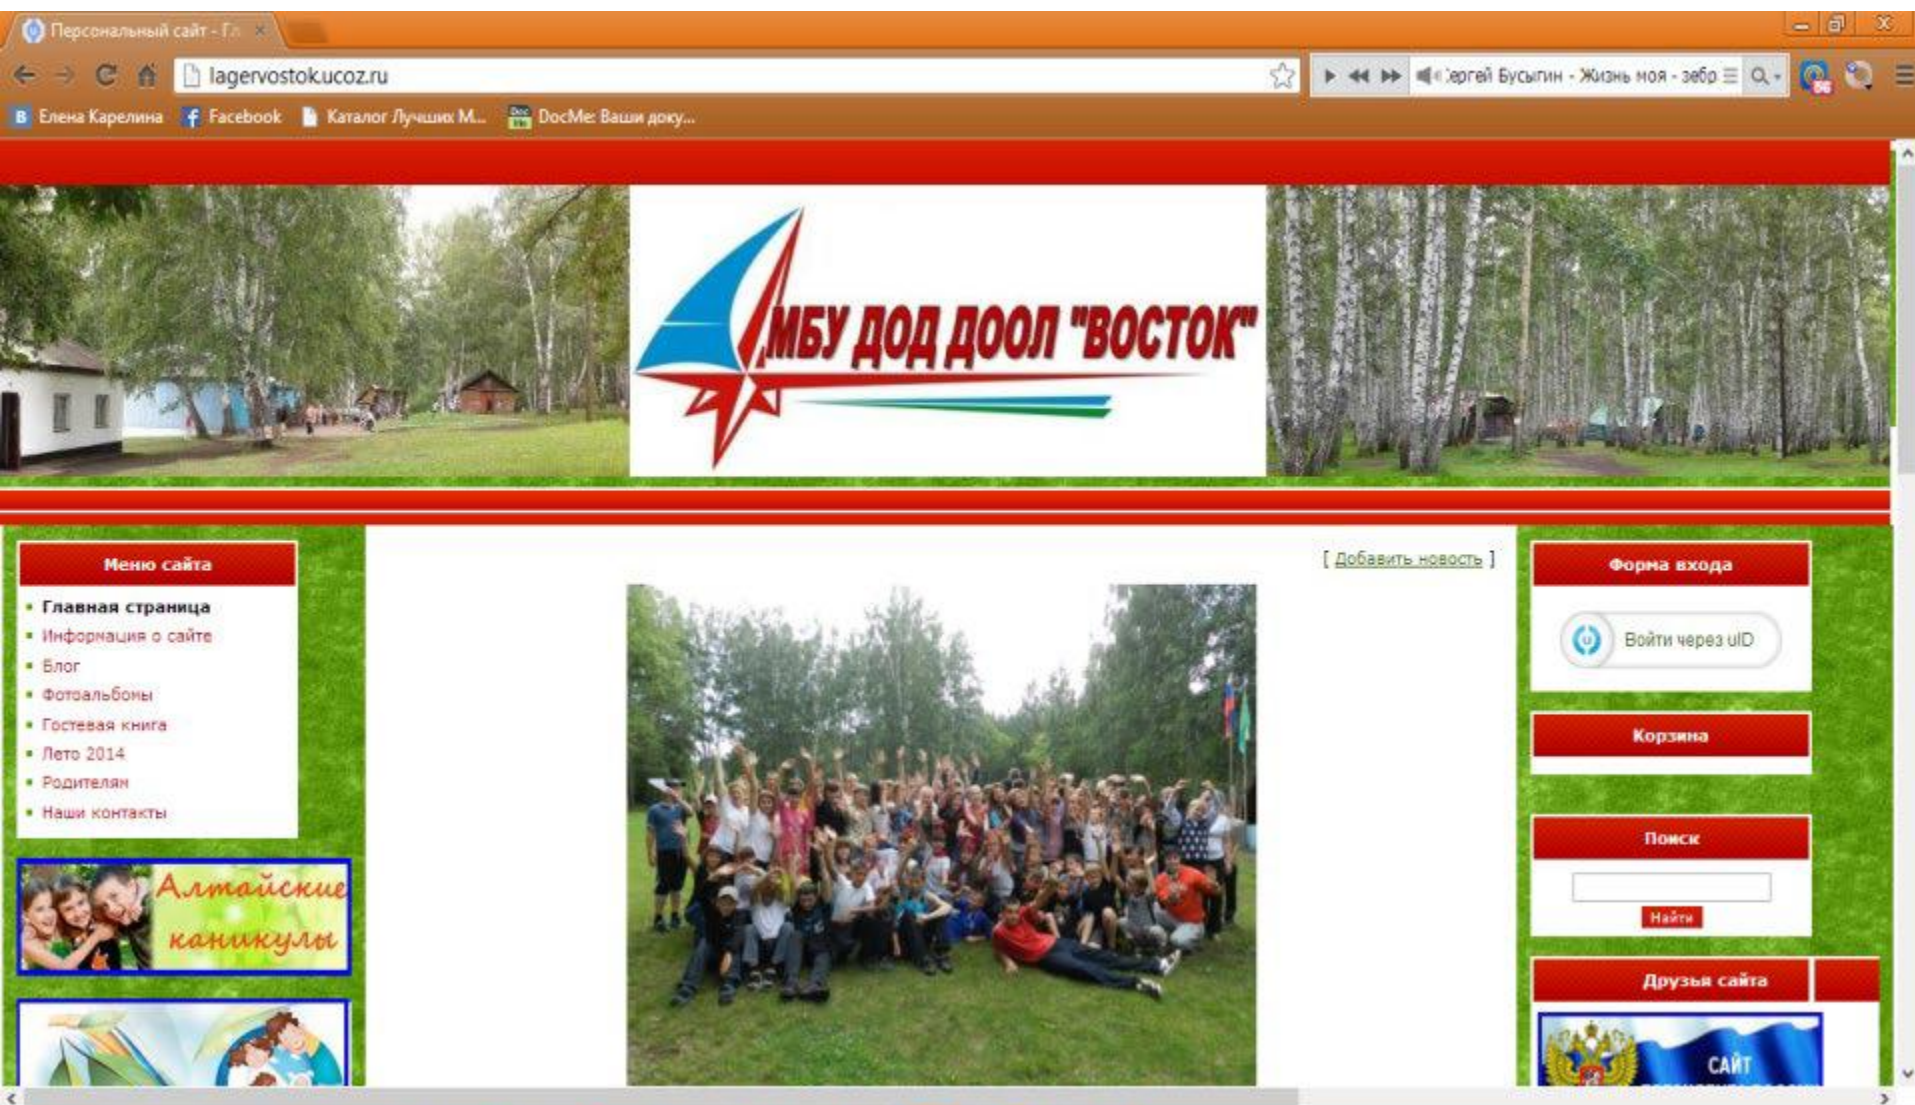 Персональный сайт - Гл
lagervostok.ucoz.ru
Сергей Бусыгин - Жизнь моя - зебр
56
Елена Карелина
Facebook
Каталог Лучших М...
DocMe: Ваши доку...
МБУ ДОД ДООЛ "ВОСТОК"
Меню сайта
Главная страница
Информация о сайте
Блог
Фотоальбомы
Гостевая книга
Лето 2014
Родителям
Наши контакты
Алтайские
каникулы
[ Добавить новость ]
Форма входа
Войти через uID
Корзина
Поиск
Найти
Друзья сайта
САЙТ